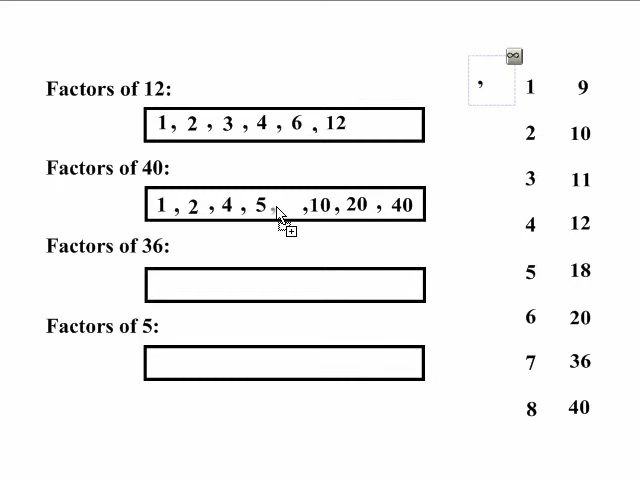 Factors of 12:
1, 2, 3, 4, 6, 12
Factors of 40:
1, 2, 4, 5, ,10, 20, 40
Factors of 36:
Factors of 5:
, 1 9
2 10
3 11
4 12
5 18
6 20
7 36
8 40